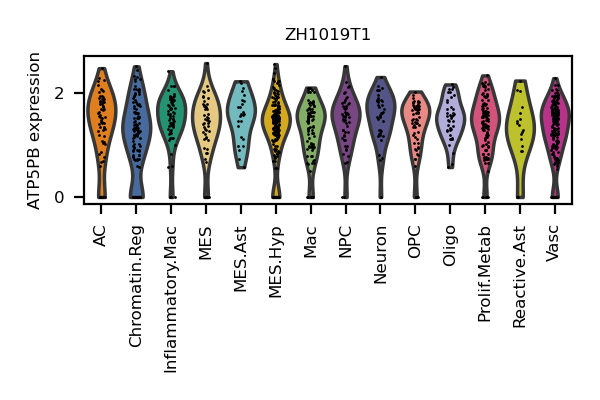 ZH1019T1
ATP5PB expression
2
0
AC
Chromatin.Reg
Inflammatory.Mac
MES
MES.Ast
MES.Hyp
Mac
NPC
Neuron
OPC
Oligo
Prolif.Metab
Reactive.Ast
Vasc